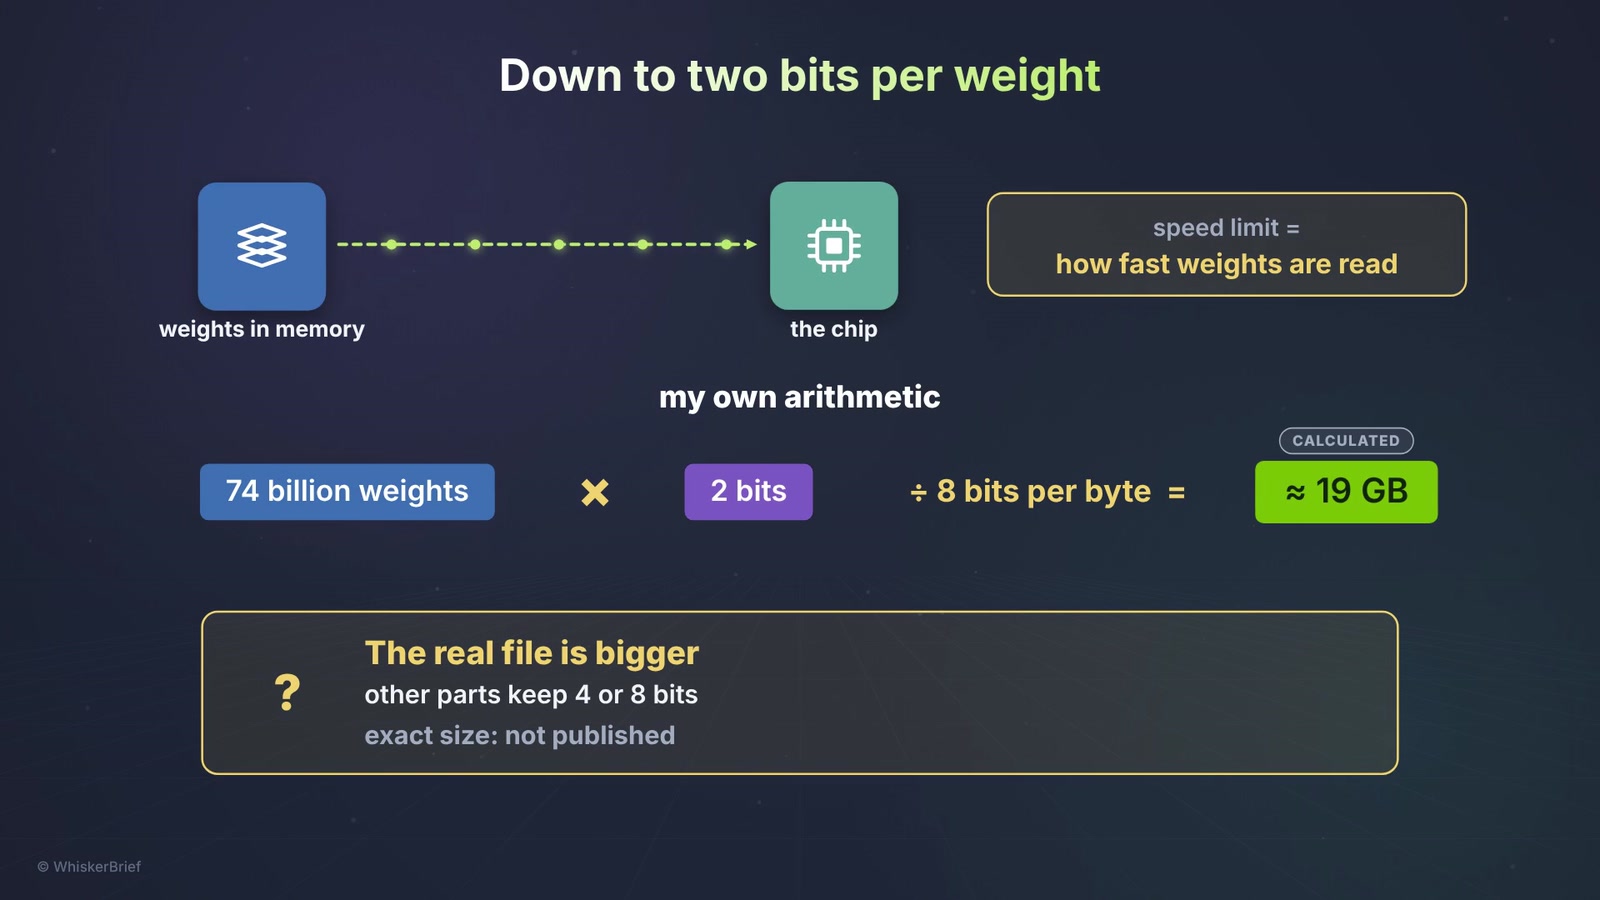 Down to two bits per weight
speed limit =
how fast weights are read
weights in memory
the chip
my own arithmetic
CALCULATED
74 billion weights × 2 bits ÷ 8 bits per byte = ≈ 19 GB
?
The real file is bigger
other parts keep 4 or 8 bits
exact size: not published
© WhiskerBrief